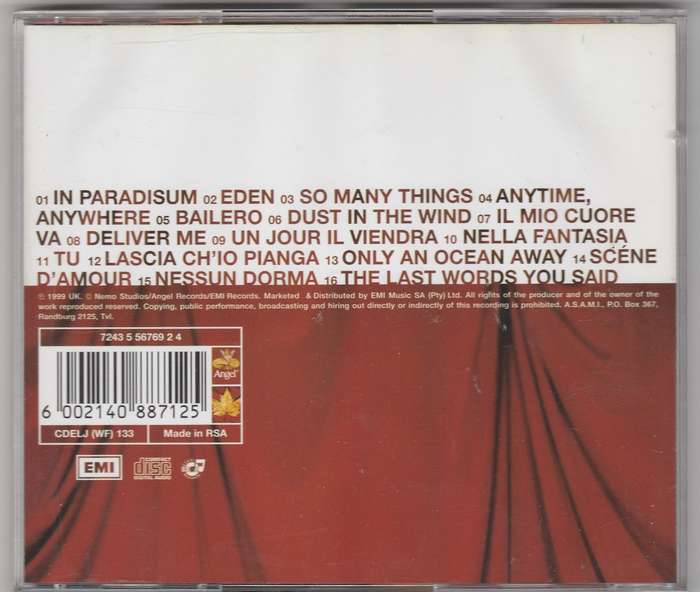 01 IN PARADISUM 02 EDEN 03 SO MANY THINGS 04 ANYTIME,
ANYWHERE 05 BAILERO 06 DUST IN THE WIND 07 IL MIO CUORE
VA 08 DELIVER ME 09 UN JOUR IL VIENDRA 10 NELLA FANTASIA
11 TU 12 LASCIA CH'IO PIANGA 13 ONLY AN OCEAN AWAY 14 SĆÉNE
D'AMOUR 15 NESSUN DORMA 16 THE LAST WORDS YOU SAID
℗ 1999 UK. © Nemo Studios/Angel Records/EMI Records. Marketed & Distributed by EMI Music SA (Pty) Ltd. All rights of the producer and of the owner of the
work reproduced reserved. Copying, public performance, broadcasting and hiring out directly or indirectly of this recording is prohibited. A.S.A.M.I., P.O. Box 367,
Randburg 2125, Tvl.
7243 5 56769 2 4
Angel
6 002140 887125
CDELJ (WF) 133
Made in RSA
EMI
COMPACT
disc
DIGITAL AUDIO